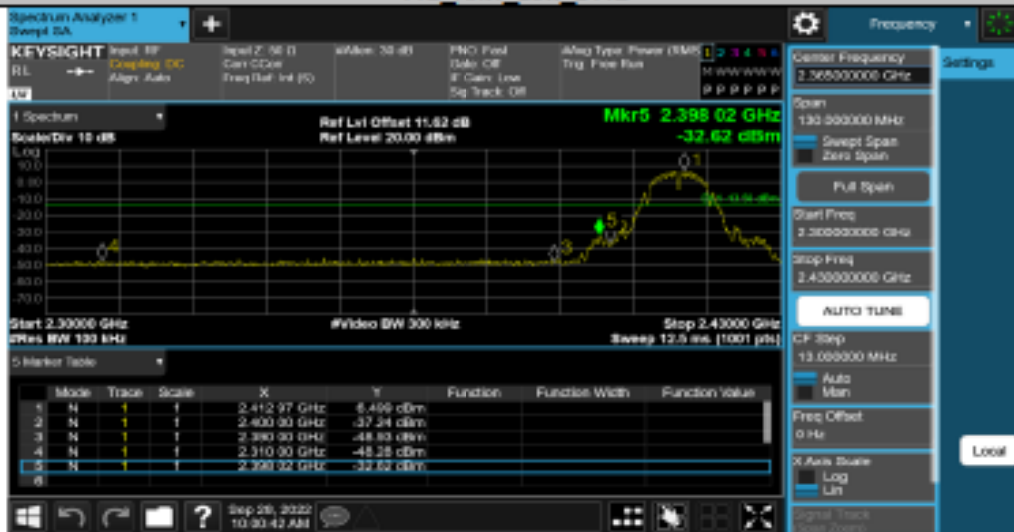 Spectrum Analyzer 1
Swept SA
+
Frequency
KEYSIGHT
RL
Input: RF
Coupling: DC
Align: Auto
Input Z: 50 Ω
Corr CCorr
Freq Ref: Int (S)
#Atten: 30 dB
PNO: Fast
Gate: Off
IF Gain: Low
Sig Track: Off
Avg Type: Power (RMS)
Trig: Free Run
1 2 3 4 5 6
M W W W W W
P P P P P P
1 Spectrum
Scale/Div 10 dB
Ref Lvl Offset 11.62 dB
Ref Level 20.00 dBm
Mkr5 2.398 02 GHz
-32.62 dBm
Log
10.0
0.00
-10.0
-20.0
-30.0
-40.0
-50.0
-60.0
-70.0
1
2
3
4
5
Start 2.30000 GHz
#Res BW 100 kHz
#Video BW 300 kHz
Stop 2.43000 GHz
Sweep 12.5 ms (1001 pts)
5 Marker Table
Mode Trace Scale X Y Function Function Width Function Value
1 N 1 f 2.412 97 GHz 6.499 dBm
2 N 1 f 2.400 00 GHz -37.24 dBm
3 N 1 f 2.390 00 GHz -48.93 dBm
4 N 1 f 2.310 00 GHz -48.28 dBm
5 N 1 f 2.398 02 GHz -32.62 dBm
6
?
Sep 28, 2022
10:00:42 AM
Center Frequency
2.365000000 GHz
Settings
Span
130.000000 MHz
Swept Span
Zero Span
Full Span
Start Freq
2.300000000 GHz
Stop Freq
2.430000000 GHz
AUTO TUNE
CF Step
13.000000 MHz
Auto
Man
Freq Offset
0 Hz
X Axis Scale
Log
Lin
Signal Track
(Span Zoom)
Local